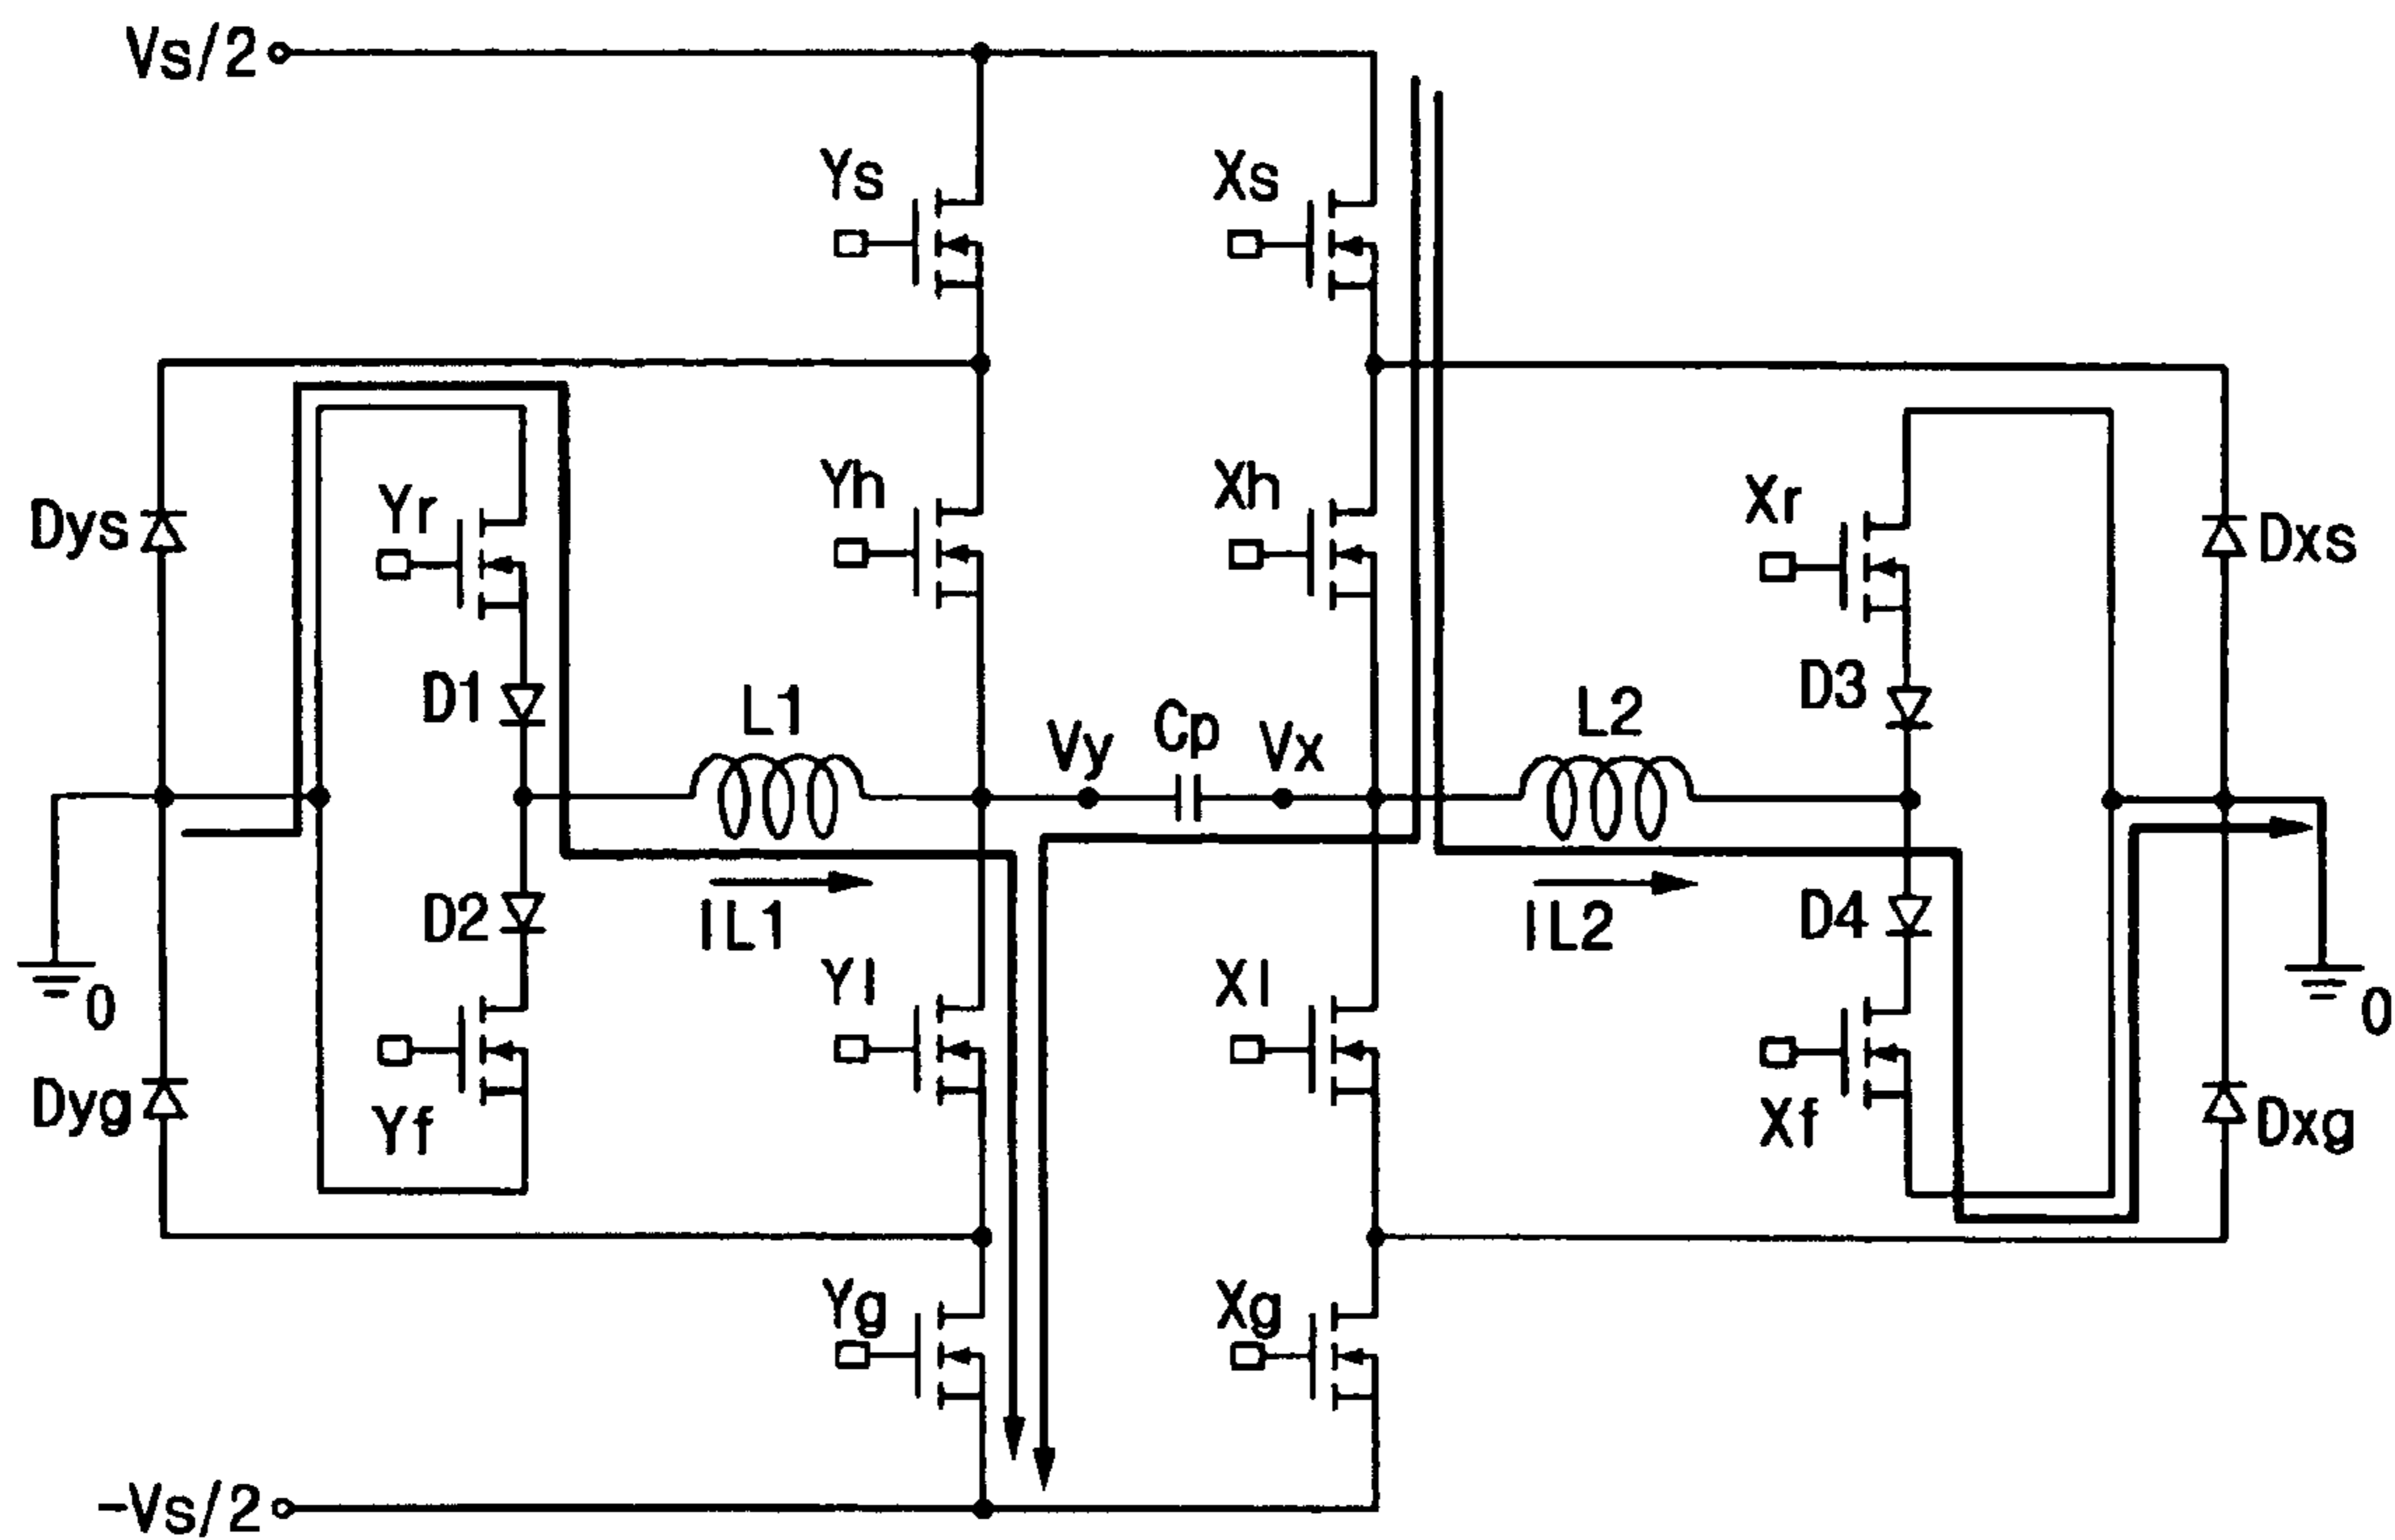 Vs/2
Ys
Xs
Yh
Xh
Dys
Yr
Xr
Dxs
D1
L1
Vy
Cp
Vx
L2
D3
D2
IL1
IL2
D4
Yl
Xl
0
0
Dyg
Yf
Xf
Dxg
Yg
Xg
-Vs/2